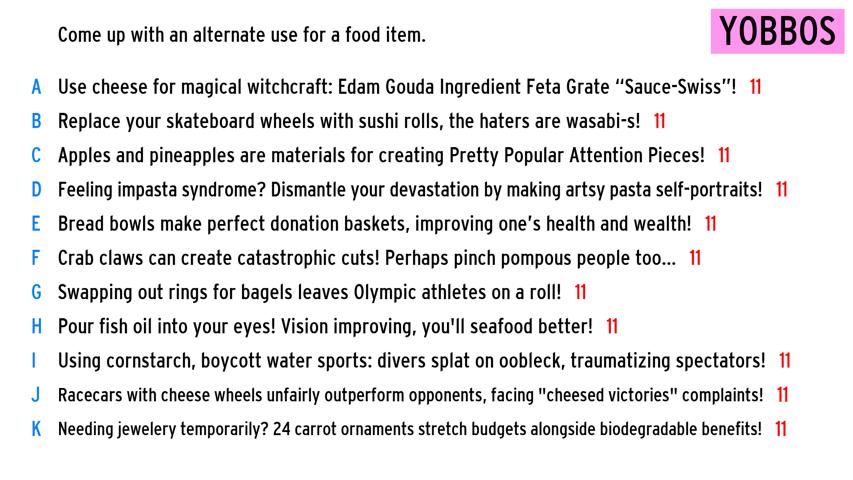 Come up with an alternate use for a food item.
YOBBOS
A Use cheese for magical witchcraft: Edam Gouda Ingredient Feta Grate “Sauce-Swiss”! 11
B Replace your skateboard wheels with sushi rolls, the haters are wasabi-s! 11
C Apples and pineapples are materials for creating Pretty Popular Attention Pieces! 11
D Feeling impasta syndrome? Dismantle your devastation by making artsy pasta self-portraits! 11
E Bread bowls make perfect donation baskets, improving one’s health and wealth! 11
F Crab claws can create catastrophic cuts! Perhaps pinch pompous people too... 11
G Swapping out rings for bagels leaves Olympic athletes on a roll! 11
H Pour fish oil into your eyes! Vision improving, you'll seafood better! 11
I Using cornstarch, boycott water sports: divers splat on oobleck, traumatizing spectators! 11
J Racecars with cheese wheels unfairly outperform opponents, facing "cheesed victories" complaints! 11
K Needing jewelery temporarily? 24 carrot ornaments stretch budgets alongside biodegradable benefits! 11